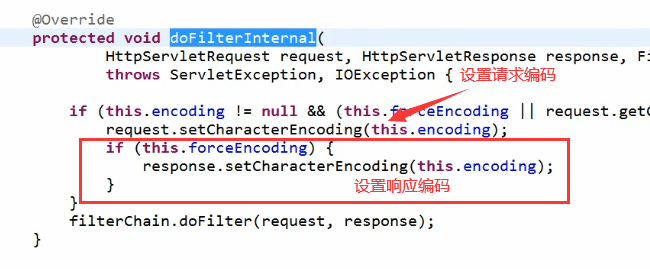 @Override
protected void doFilterInternal(
HttpServletRequest request, HttpServletResponse response, Fi
throws ServletException, IOException {
设置请求编码
if (this.encoding != null && (this.forceEncoding || request.getC
request.setCharacterEncoding(this.encoding);
if (this.forceEncoding) {
response.setCharacterEncoding(this.encoding);
}
设置响应编码
}
filterChain.doFilter(request, response);
}